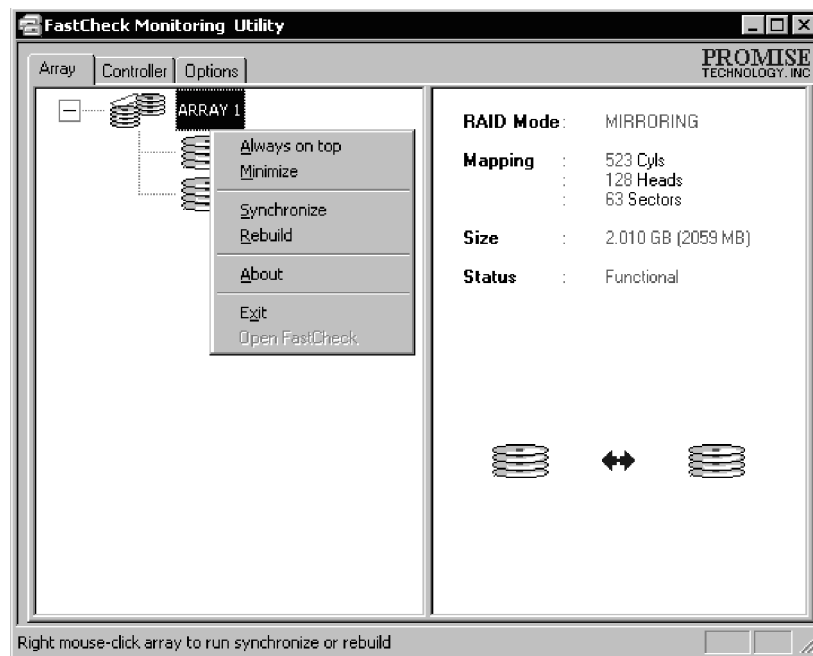 FastCheck Monitoring Utility
Array
Controller
Options
PROMISE
TECHNOLOGY, INC
ARRAY 1
Always on top
Minimize
Synchronize
Rebuild
About
Exit
Open FastCheck
RAID Mode : MIRRORING
Mapping : 523 Cyls
: 128 Heads
: 63 Sectors
Size : 2.010 GB (2059 MB)
Status : Functional
Right mouse-click array to run synchronize or rebuild